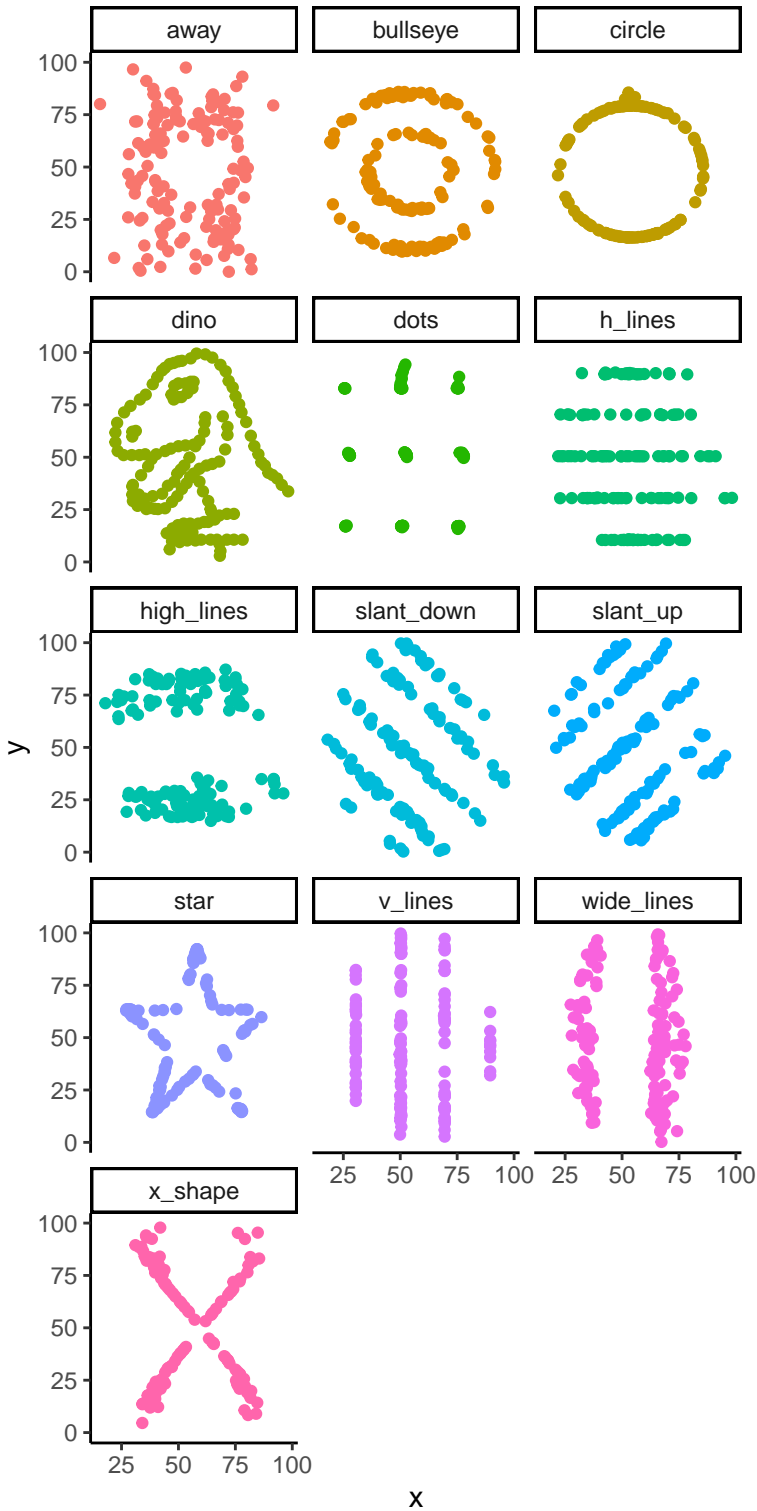 away bullseye circle
100
75
50
25
0
dino dots h_lines
100
75
50
25
0
high_lines slant_down slant_up
100
75
50
25
0
y
star v_lines wide_lines
100
75
50
25
0
25 50 75 100 25 50 75 100
x_shape
100
75
50
25
0
25 50 75 100
x